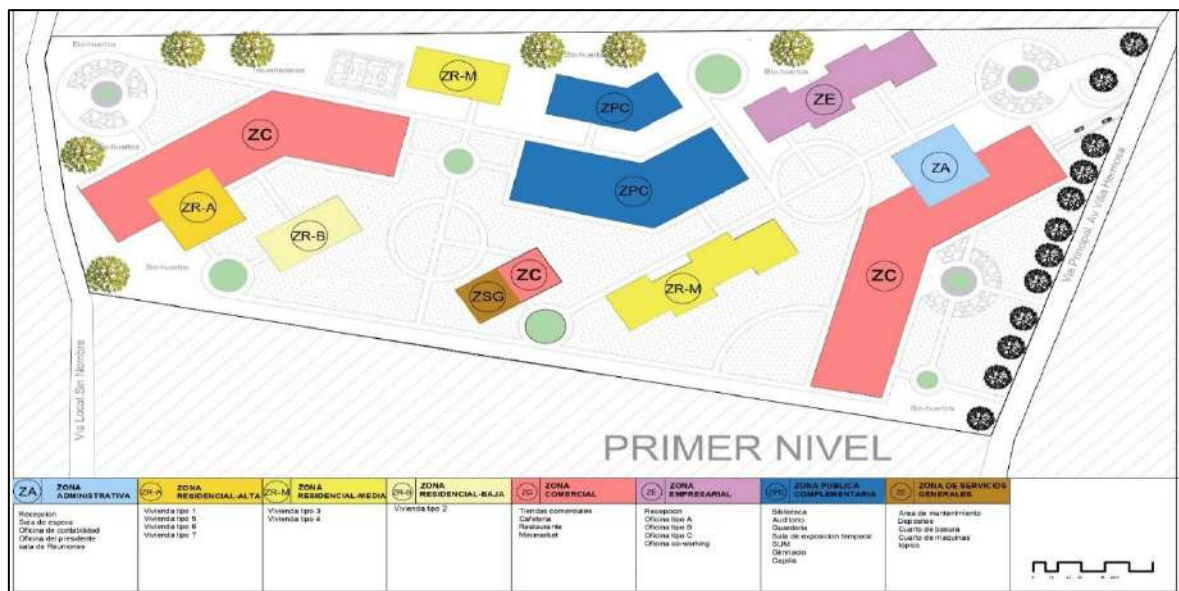 Bio-huertos
Bio-huertos
Bio-huertos
ZR-M
ZPC
ZE
ZC
ZPC
ZA
Bio-huertos
ZR-A
ZR-B
Bio-huertos
ZC
ZSG
ZR-M
ZC
Bio-huertos
Via Local Sin Nombre
Via Principal Av Villa Hermosa
PRIMER NIVEL
ZA ZONA
ADMINISTRATIVA
Recepcion
Sala de espera
Oficina de contabilidad
Oficina del presidente
sala de Reuniones
ZR-A ZONA
RESIDENCIAL-ALTA
Vivienda tipo 1
Vivienda tipo 5
Vivienda tipo 6
Vivienda tipo 7
ZR-M ZONA
RESIDENCIAL-MEDIA
Vivienda tipo 3
Vivienda tipo 4
ZR-B ZONA
RESIDENCIAL-BAJA
Vivienda tipo 2
ZONA
COMERCIAL
Tiendas comerciales
Cafeteria
Restaurante
Minimarket
ZE ZONA
EMPRESARIAL
Recepcion
Oficina tipo A
Oficina tipo B
Oficina tipo C
Oficina co-working
ZPC ZONA PUBLICA
COMPLEMENTARIA
Biblioteca
Auditorio
Guarderia
Sala de exposicion temporal
SUM
Gimnacio
Capilla
ZONA DE SERVICIOS
GENERALES
Area de mantenimiento
Depositos
Cuarto de basura
Cuarto de maquinas
topico